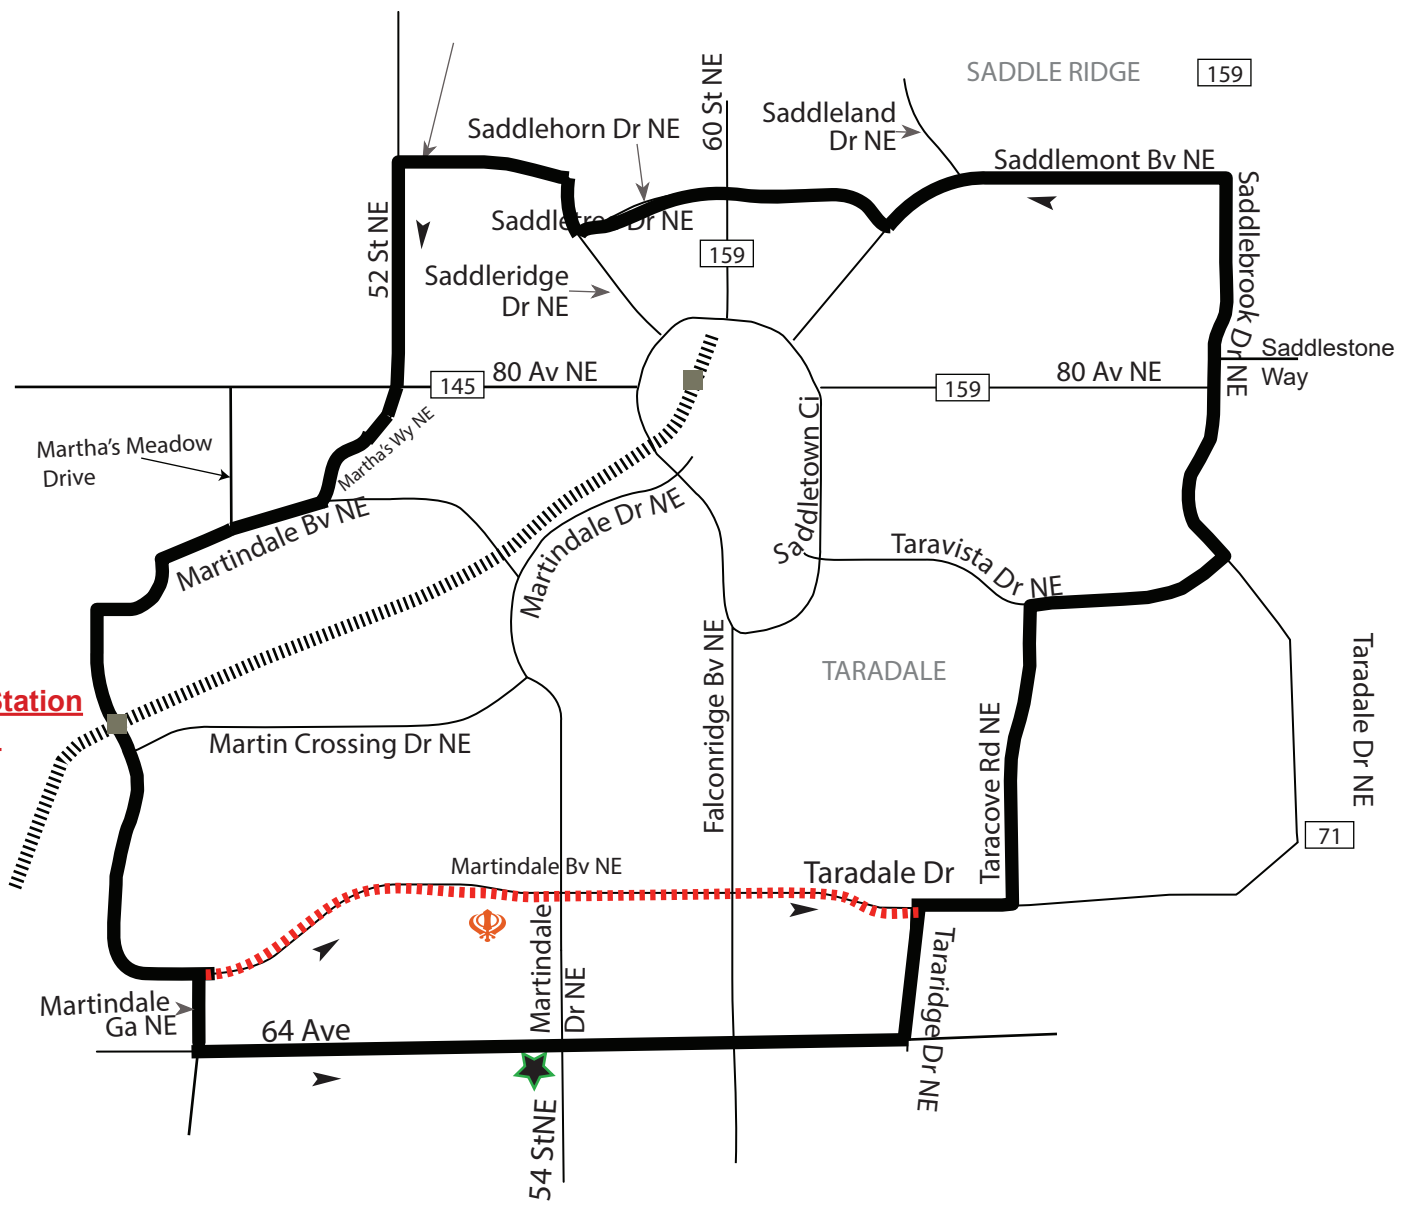 SADDLE RIDGE
159
60 St NE
Saddleland
Dr NE
Saddlehorn Dr NE
Saddlemont Bv NE
52 St NE
Saddletree Dr NE
159
Saddlebrook Dr NE
Saddleridge
Dr NE
Saddlestone
Way
145
80 Av NE
159
80 Av NE
Martha's Meadow
Drive
Martha's Wy NE
Saddletown Ci
Martindale Bv NE
Martindale Dr NE
Taravista Dr NE
Falconridge Bv NE
TARADALE
Taradale Dr NE
Station
Martin Crossing Dr NE
Taracove Rd NE
71
Martindale Bv NE
Taradale Dr
Martindale
Dr NE
Tararidge Dr NE
Martindale
Ga NE
64 Ave
54 StNE